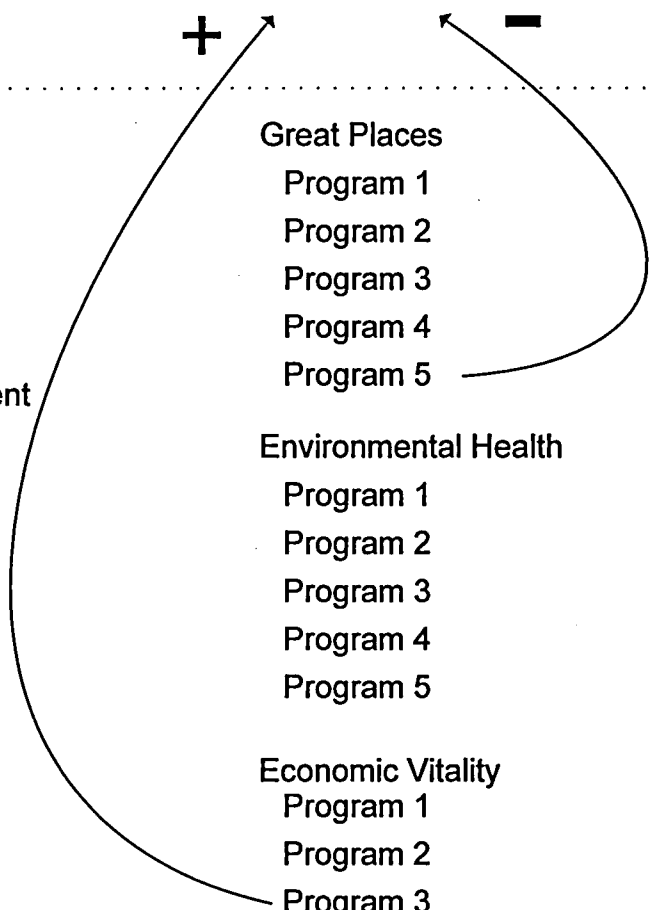 + -
Great Places
Program 1
Program 2
Program 3
Program 4
Program 5
ent
Environmental Health
Program 1
Program 2
Program 3
Program 4
Program 5
Economic Vitality
Program 1
Program 2
Program 3